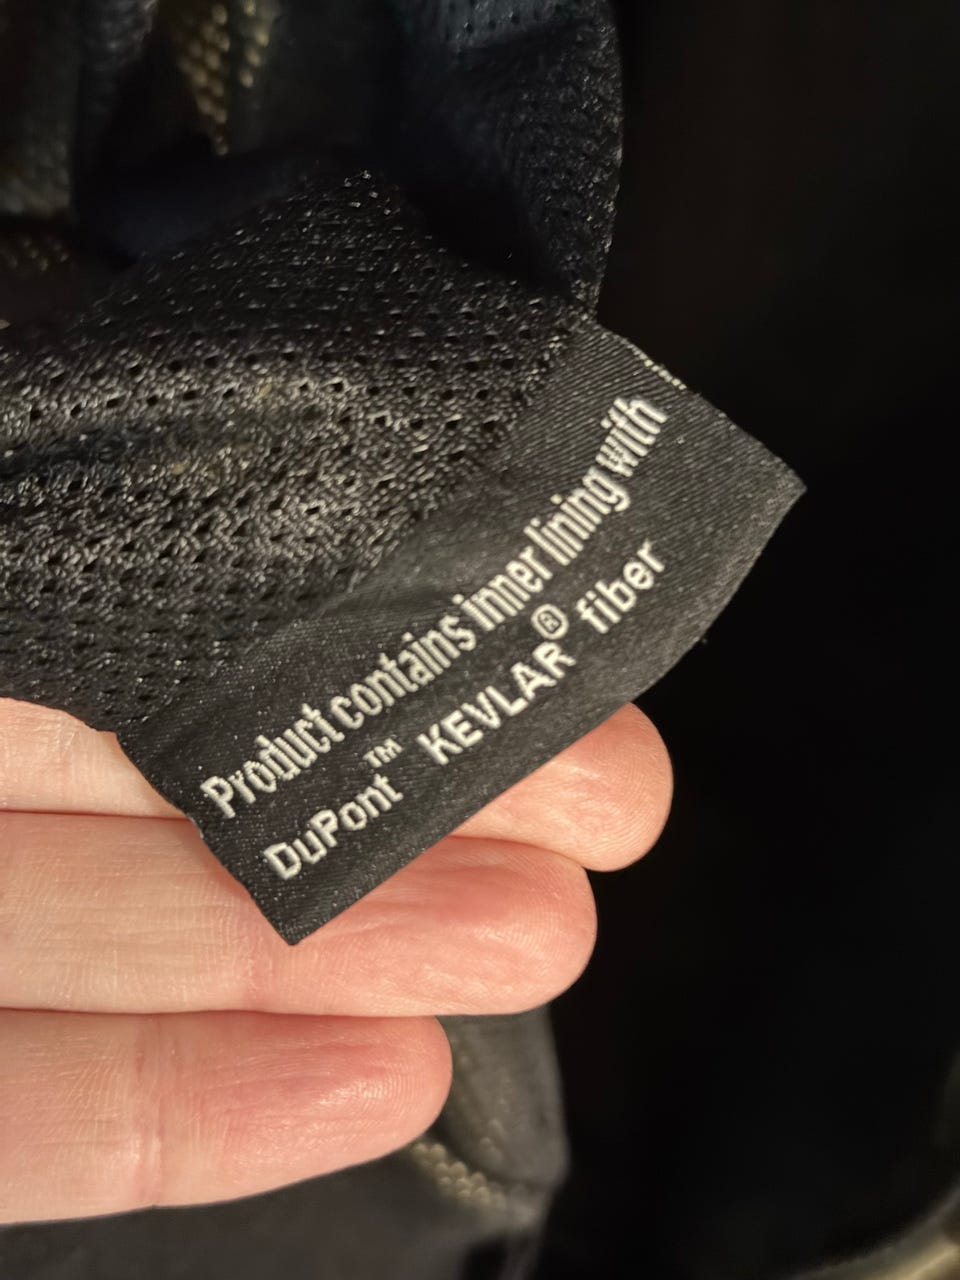 Product contains inner lining with
DuPont™ KEVLAR® fiber